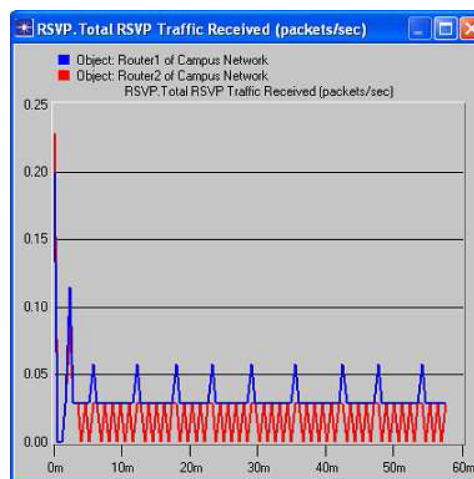 RSVP.Total RSVP Traffic Received (packets/sec)
Object: Router1 of Campus Network
Object: Router2 of Campus Network
RSVP.Total RSVP Traffic Received (packets/sec)
0.25
0.20
0.15
0.10
0.05
0.00
0m 10m 20m 30m 40m 50m 60m